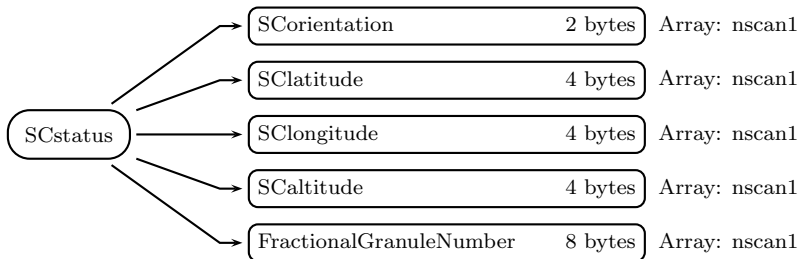 SCorientation 2 bytes Array: nscan1
SClatitude 4 bytes Array: nscan1
SCstatus SClongitude 4 bytes Array: nscan1
SCaltitude 4 bytes Array: nscan1
FractionalGranuleNumber 8 bytes Array: nscan1